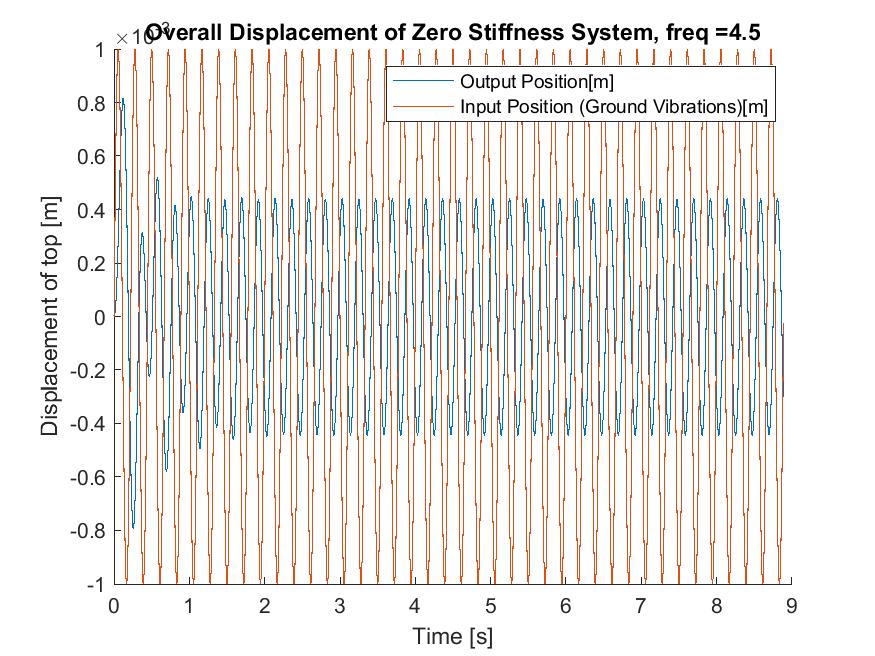 ×10-3
Overall Displacement of Zero Stiffness System, freq =4.5
Output Position[m]
Input Position (Ground Vibrations)[m]
1
0.8
0.6
0.4
0.2
0
-0.2
-0.4
-0.6
-0.8
-1
Displacement of top [m]
0 1 2 3 4 5 6 7 8 9
Time [s]